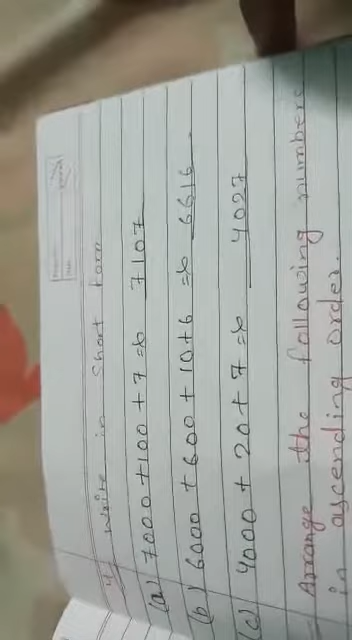 4) Write in Short form
(a) 7000+100+7 ⇒ 7107
(b) 6000+600+10+6 ⇒ 6616
(c) 4000+20+7 ⇒ 4027
Arrange the following numbers
in ascending order.